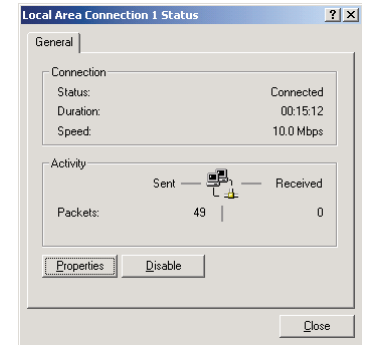 Local Area Connection 1 Status
General
Connection
Status: Connected
Duration: 00:15:12
Speed: 10.0 Mbps
Activity
Sent Received
Packets: 49 0
Properties Disable
Close